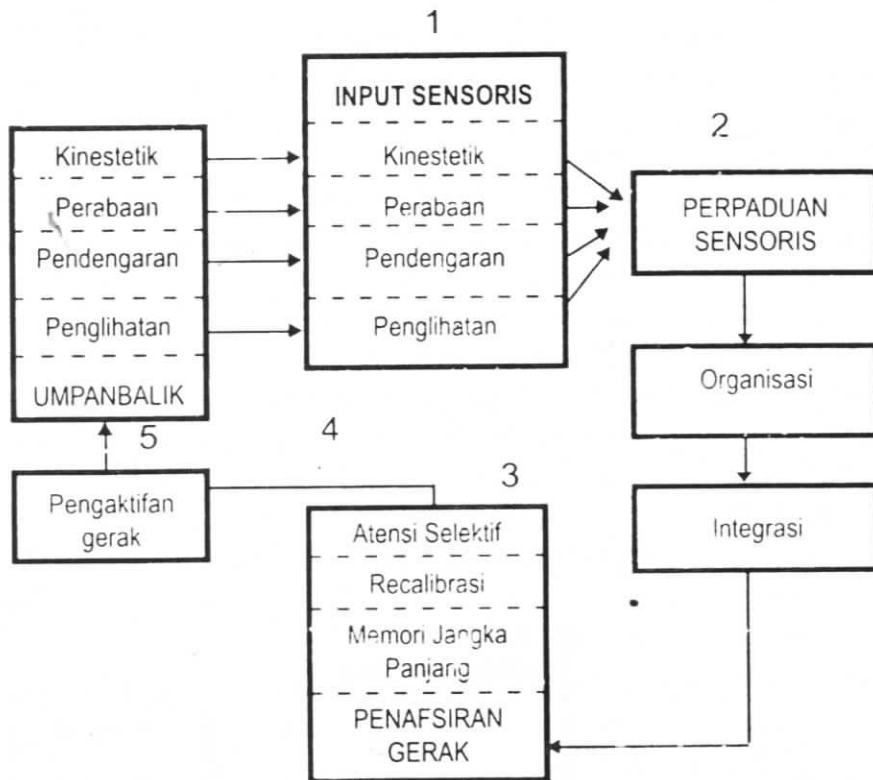 1
INPUT SENSORIS
Kinestetik
Perabaan
Pendengaran
Penglihatan
Kinestetik
Perabaan
Pendengaran
Penglihatan
UMPANBALIK
2
PERPADUAN
SENSORIS
Organisasi
Integrasi
3
Atensi Selektif
Recalibrasi
Memori Jangka
Panjang
PENAFSIRAN
GERAK
4
5
Pengaktifan
gerak